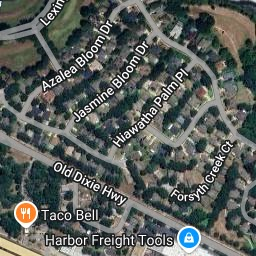 Lexin
Azalea Bloom Dr
Jasmine Bloom Dr
Hiawatha Palm Pl
Forsyth Creek Ct
Old Dixie Hwy
Taco Bell
Harbor Freight Tools